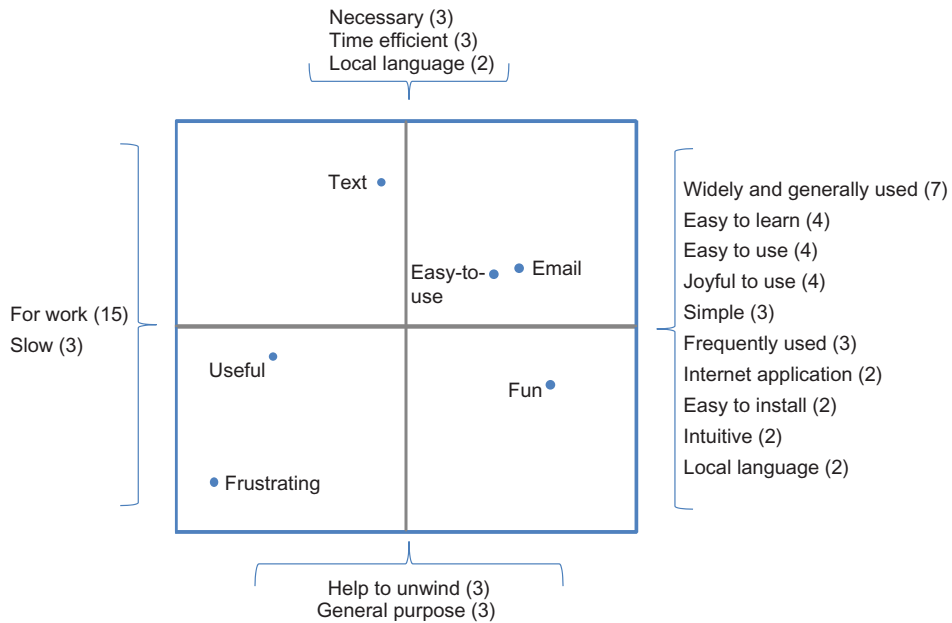 Necessary (3)
Time efficient (3)
Local language (2)
Text
Easy-to-
use
Email
Useful
Fun
Frustrating
For work (15)
Slow (3)
Widely and generally used (7)
Easy to learn (4)
Easy to use (4)
Joyful to use (4)
Simple (3)
Frequently used (3)
Internet application (2)
Easy to install (2)
Intuitive (2)
Local language (2)
Help to unwind (3)
General purpose (3)